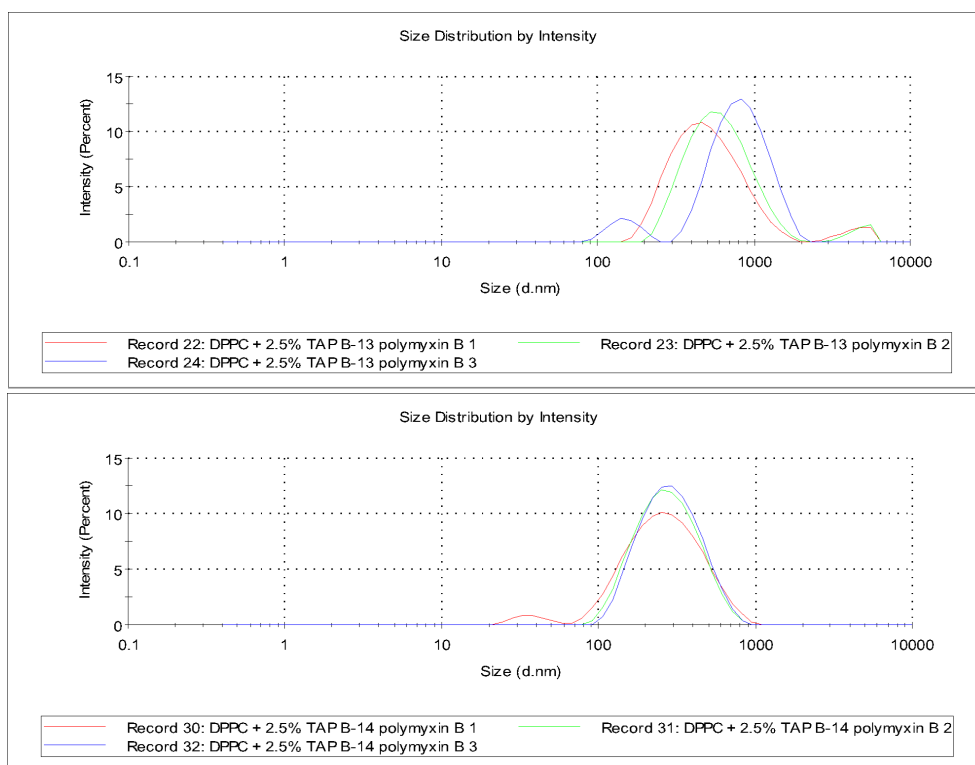 Size Distribution by Intensity
15
10
5
0
Intensity (Percent)
0.1 1 10 100 1000 10000
Size (d.nm)
Record 22: DPPC + 2.5% TAP B-13 polymyxin B 1 Record 23: DPPC + 2.5% TAP B-13 polymyxin B 2
Record 24: DPPC + 2.5% TAP B-13 polymyxin B 3
Size Distribution by Intensity
15
10
5
0
Intensity (Percent)
0.1 1 10 100 1000 10000
Size (d.nm)
Record 30: DPPC + 2.5% TAP B-14 polymyxin B 1 Record 31: DPPC + 2.5% TAP B-14 polymyxin B 2
Record 32: DPPC + 2.5% TAP B-14 polymyxin B 3